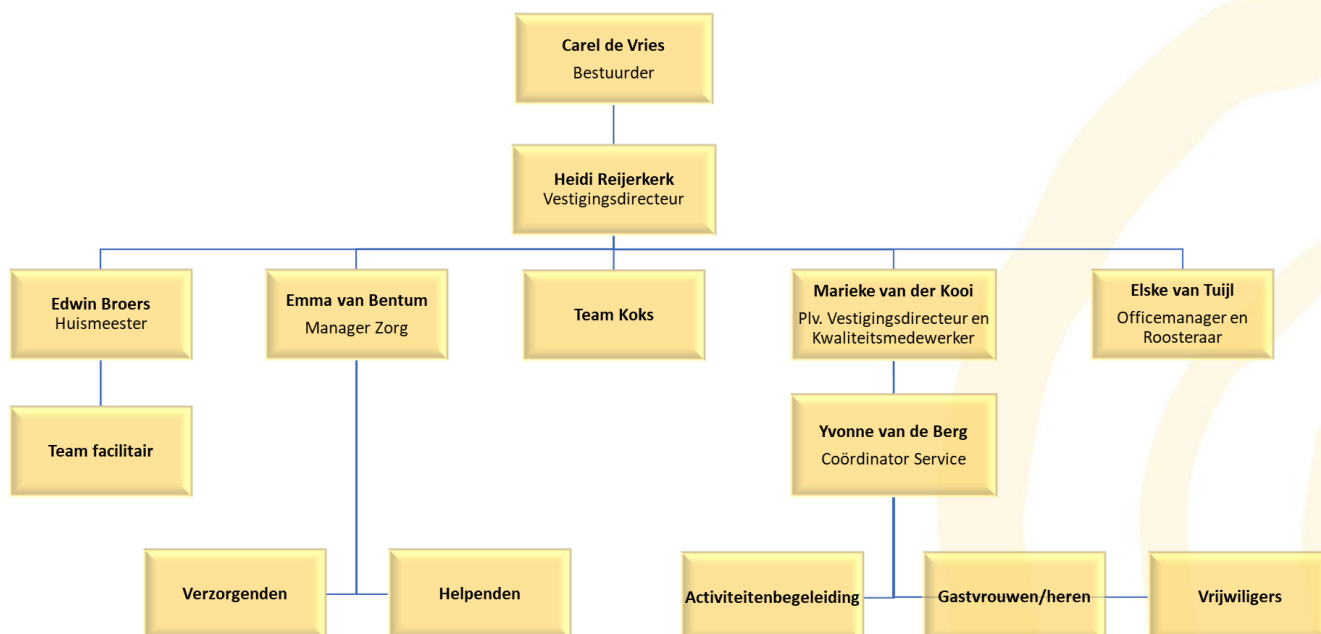 Carel de Vries
Bestuurder
Heidi Reijerkerk
Vestigingsdirecteur
Edwin Broers
Huismeester
Emma van Bentum
Manager Zorg
Team Koks
Marieke van der Kooi
Plv. Vestigingsdirecteur en
Kwaliteitsmedewerker
Elske van Tuijl
Officemanager en
Roosteraar
Team facilitair
Yvonne van de Berg
Coördinator Service
Verzorgenden
Helpenden
Activiteitenbegeleiding
Gastvrouwen/heren
Vrijwiligers